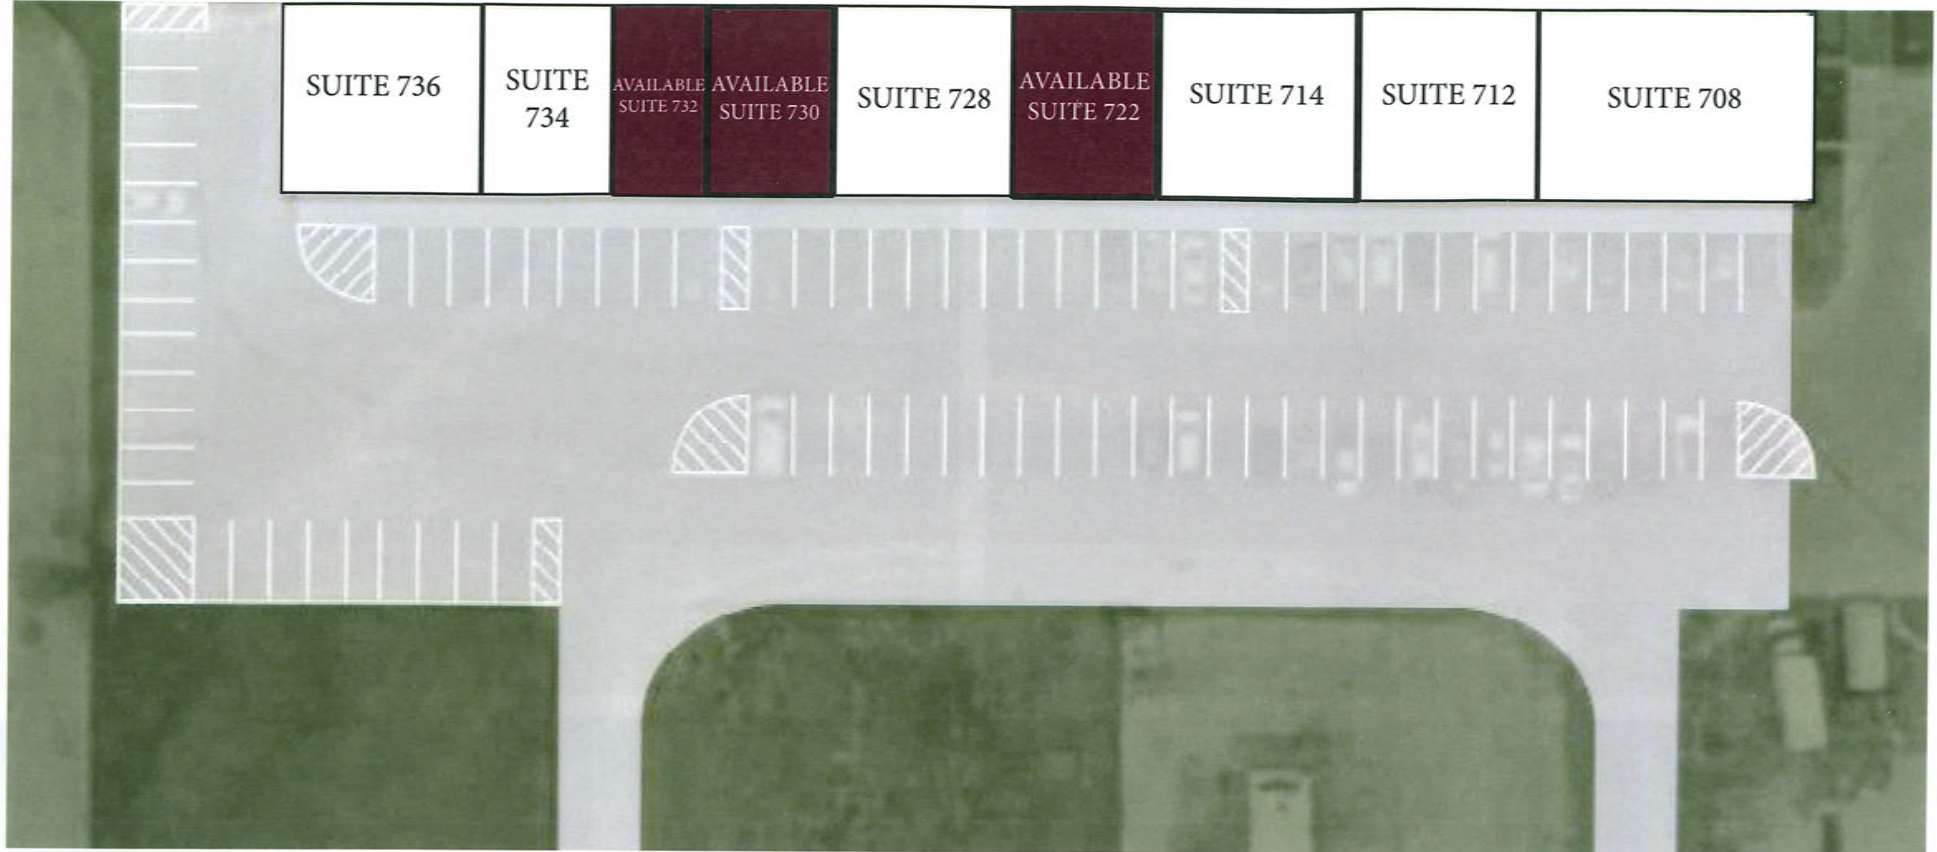 SUITE 736
SUITE
734
AVAILABLE
SUITE 732
AVAILABLE
SUITE 730
SUITE 728
AVAILABLE
SUITE 722
SUITE 714
SUITE 712
SUITE 708